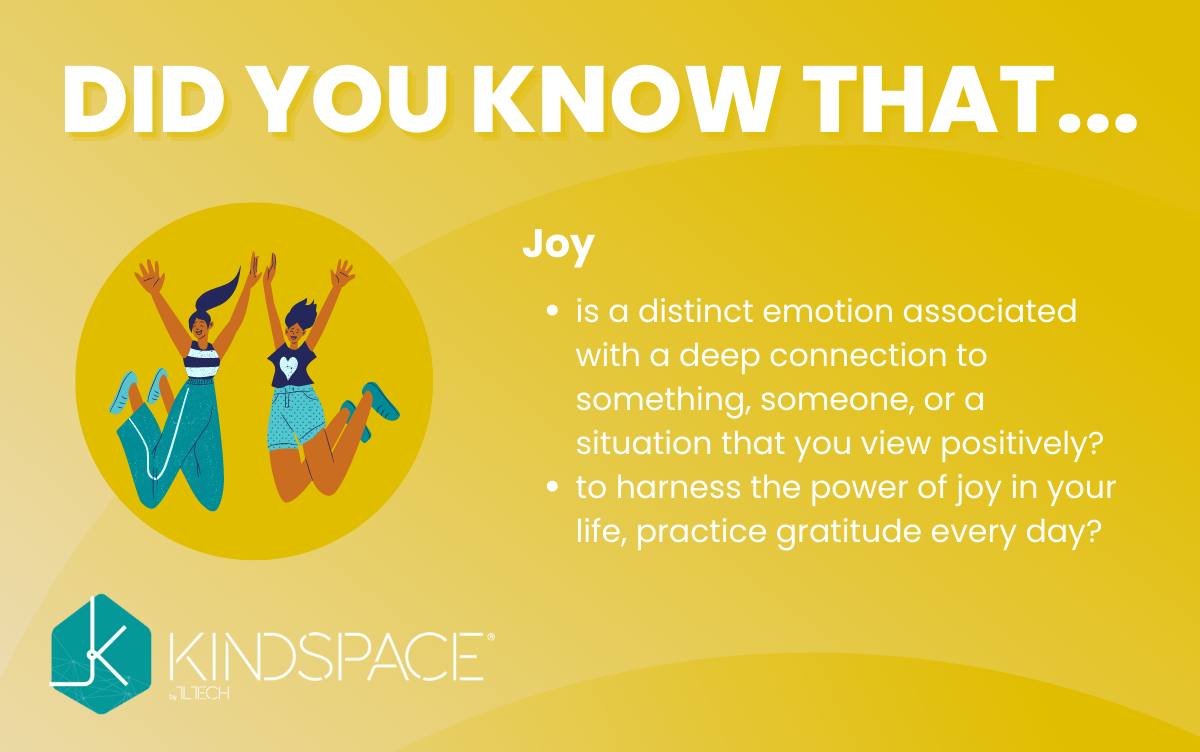 DID YOU KNOW THAT...
Joy
• is a distinct emotion associated
with a deep connection to
something, someone, or a
situation that you view positively?
• to harness the power of joy in your
life, practice gratitude every day?
KINDSPACE®
by TLTECH